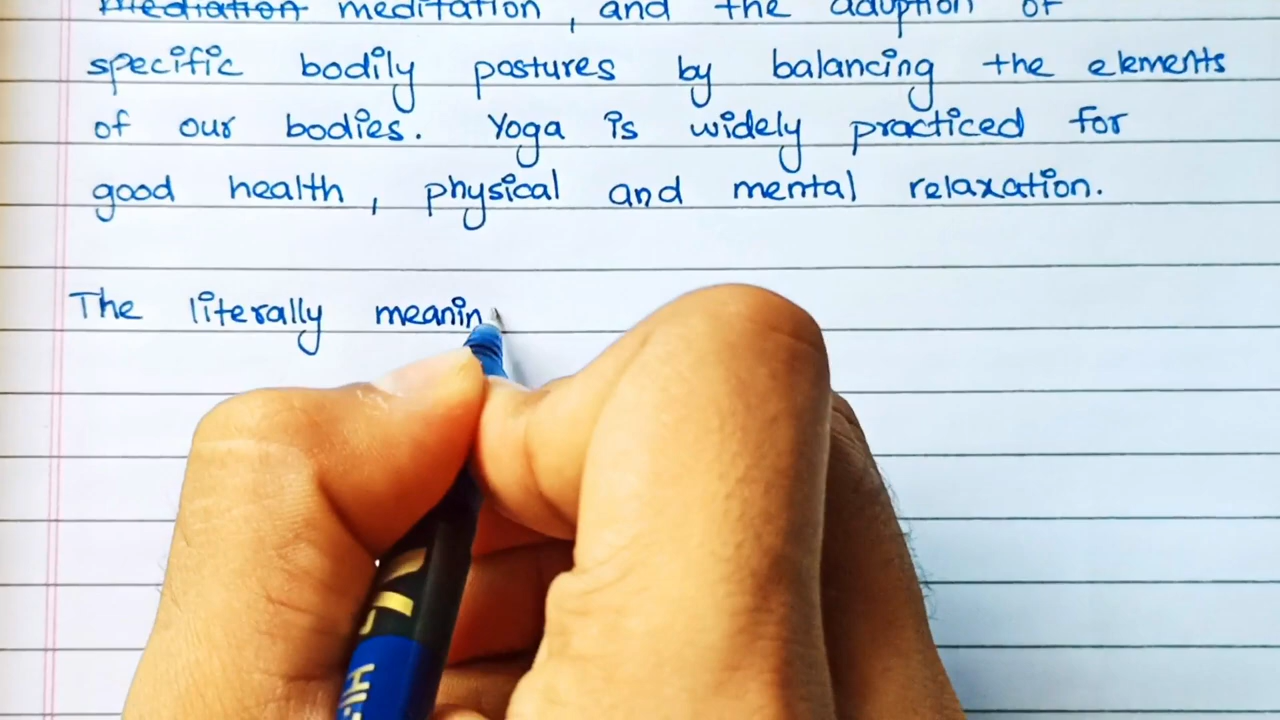 mediation meditation, and the adoption of
specific bodily postures by balancing the elements
of our bodies. Yoga is widely practiced for
good health, physical and mental relaxation.
The literally meanin